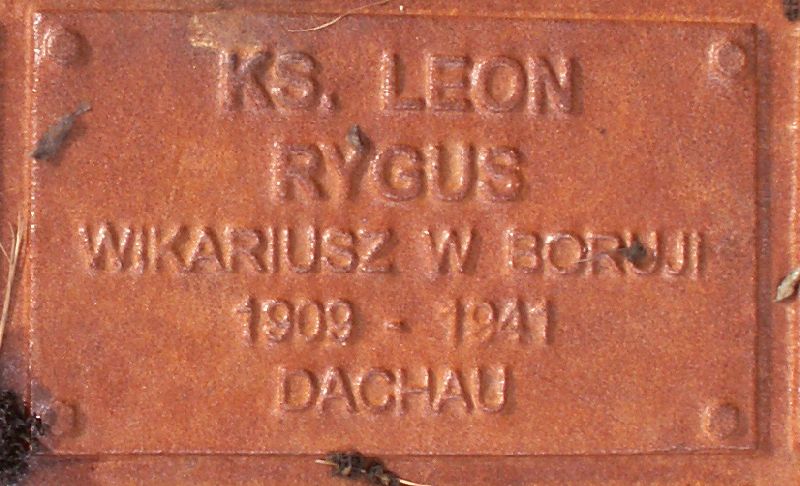 KS. LEON
RYGUS
WIKARIUSZ W BORUJI
1909 - 1941
DACHAU